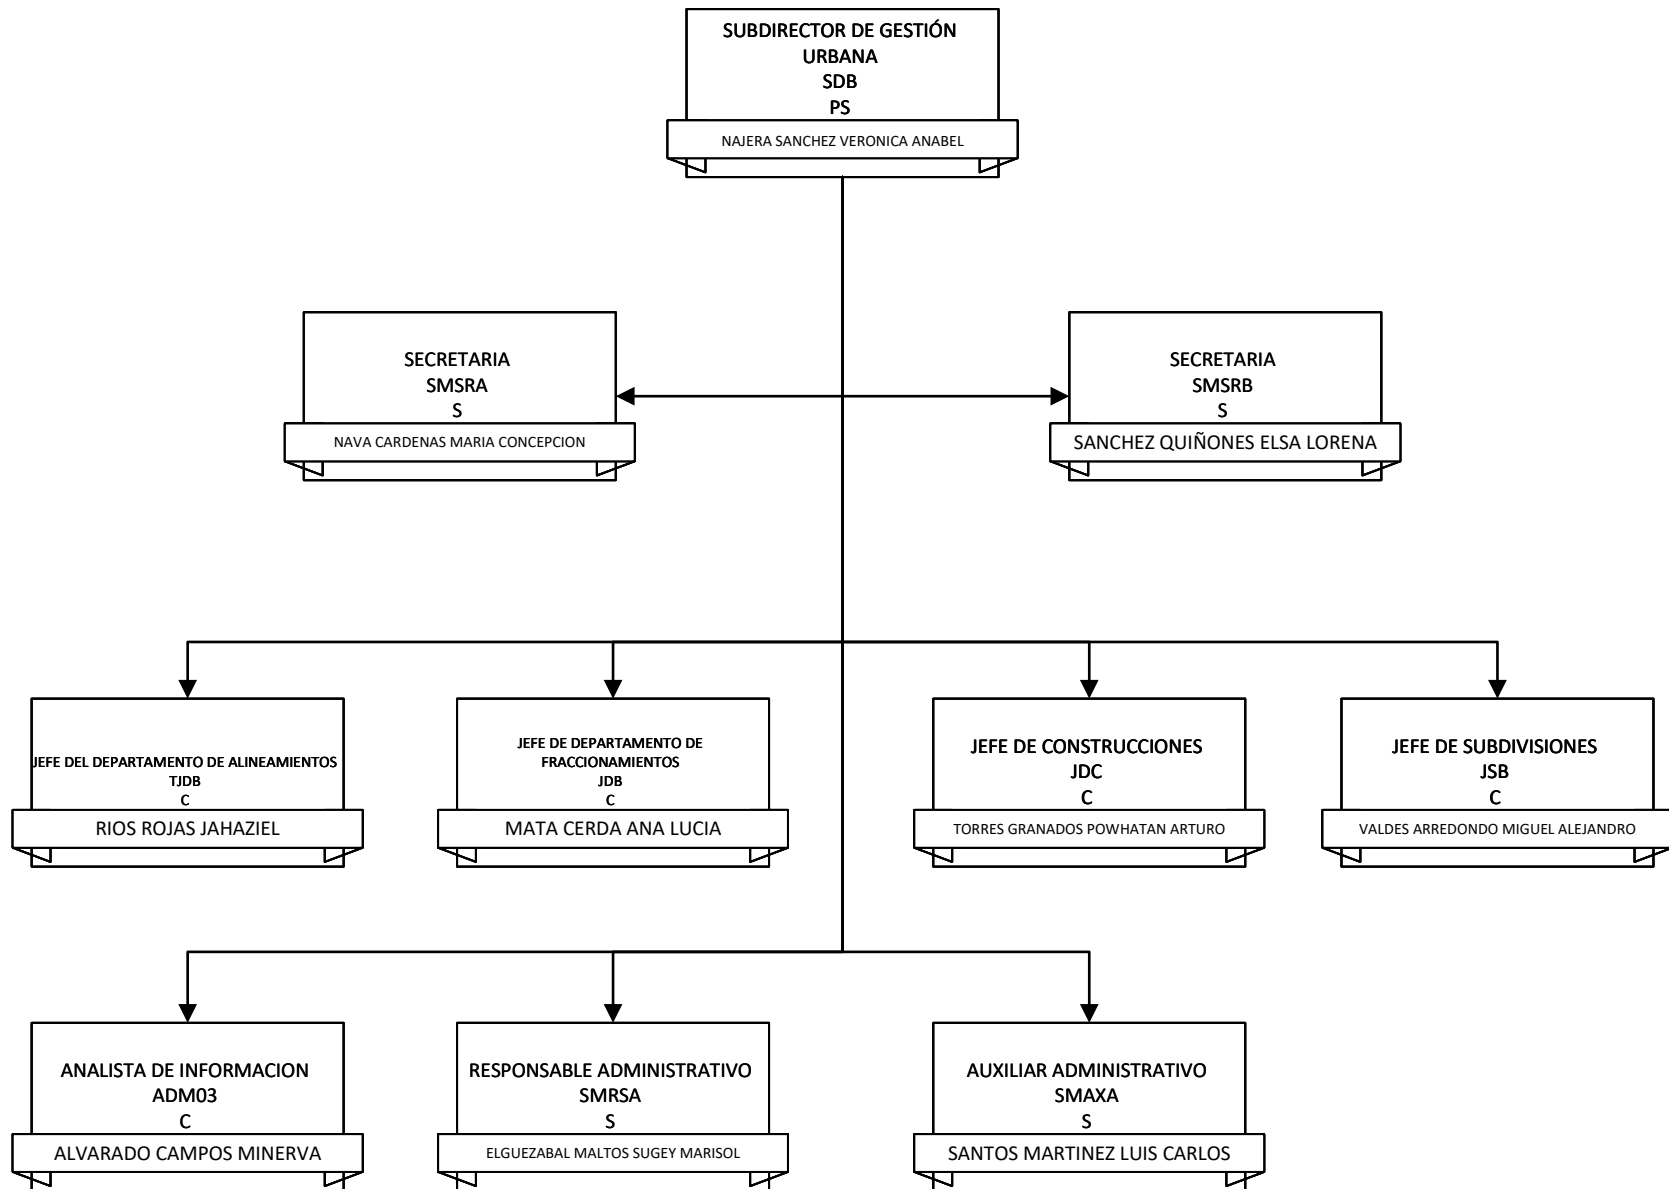 SUBDIRECTOR DE GESTIÓN
URBANA
SDB
PS
NAJERA SANCHEZ VERONICA ANABEL
SECRETARIA
SMSRA
S
NAVA CARDENAS MARIA CONCEPCION
SECRETARIA
SMSRB
S
SANCHEZ QUIÑONES ELSA LORENA
JEFE DEL DEPARTAMENTO DE ALINEAMIENTOS
TJDB
C
RIOS ROJAS JAHAZIEL
JEFE DE DEPARTAMENTO DE
FRACCIONAMIENTOS
JDB
C
MATA CERDA ANA LUCIA
JEFE DE CONSTRUCCIONES
JDC
C
TORRES GRANADOS POWHATAN ARTURO
JEFE DE SUBDIVISIONES
JSB
C
VALDES ARREDONDO MIGUEL ALEJANDRO
ANALISTA DE INFORMACION
ADM03
C
ALVARADO CAMPOS MINERVA
RESPONSABLE ADMINISTRATIVO
SMRSA
S
ELGUEZABAL MALTOS SUGEY MARISOL
AUXILIAR ADMINISTRATIVO
SMAXA
S
SANTOS MARTINEZ LUIS CARLOS